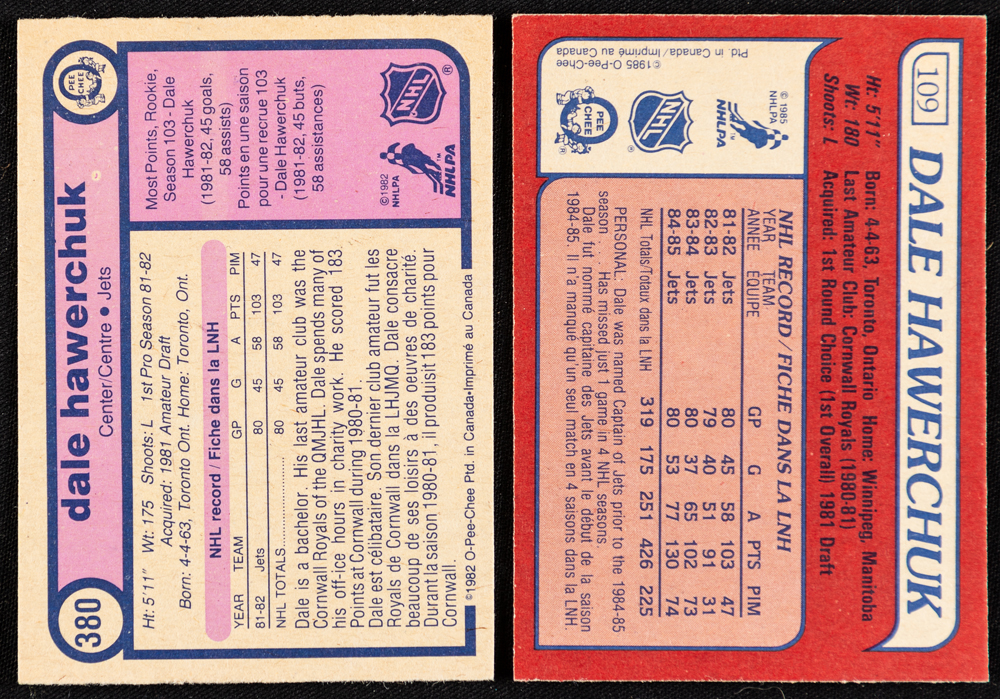 380
dale hawerchuk
Center/Centre • Jets
O PEE CHEE
Ht: 5'11" Wt: 175 Shoots: L 1st Pro Season 81-82
Acquired: 1981 Amateur Draft
Born: 4-4-63, Toronto Ont. Home: Toronto, Ont.
NHL record / Fiche dans la LNH
YEAR TEAM GP G A PTS PIM
81-82 Jets 80 45 58 103 47
NHL TOTALS 80 45 58 103 47
Dale is a bachelor. His last amateur club was the
Cornwall Royals of the QMJHL. Dale spends many of
his off-ice hours in charity work. He scored 183
Points at Cornwall during 1980-81.
Dale est célibataire. Son dernier club amateur fut les
Royals de Cornwall dans la LHJMQ. Dale consacre
beaucoup de ses loisirs à des oeuvres de charité.
Durant la saison 1980-81, il produisit 183 points pour
Cornwall.
©1982 O-Pee-Chee Ptd. in Canada•Imprimé au Canada
Most Points, Rookie,
Season 103 - Dale
Hawerchuk
(1981-82, 45 goals,
58 assists)
Points en une saison
pour une recrue 103
- Dale Hawerchuk
(1981-82, 45 buts,
58 assistances)
©1982
NHLPA
NHLPA™
NHL ®
109
DALE HAWERCHUK
Ht: 5'11" Born: 4-4-63, Toronto, Ontario Home: Winnipeg, Manitoba
Wt: 180 Last Amateur Club: Cornwall Royals (1980-81)
Shoots: L Acquired: 1st Round Choice (1st Overall) 1981 Draft
© 1985
NHLPA
NHLPA™
NHL
O PEE CHEE ®
©1985 O-Pee-Chee
Ptd. in Canada/Imprimé au Canada
NHL RECORD / FICHE DANS LA LNH
YEAR TEAM
ANNÉE ÉQUIPE GP G A PTS PIM
81-82 Jets 80 45 58 103 47
82-83 Jets 79 40 51 91 31
83-84 Jets 80 37 65 102 73
84-85 Jets 80 53 77 130 74
NHL Totals/Totaux dans la LNH 319 175 251 426 225
PERSONAL: Dale was named Captain of Jets prior to the 1984-85
season . . . Has missed just 1 game in 4 NHL seasons.
Dale fut nommé capitaine des Jets avant le début de la saison
1984-85. Il n'a manqué qu'un seul match en 4 saisons dans la LNH.